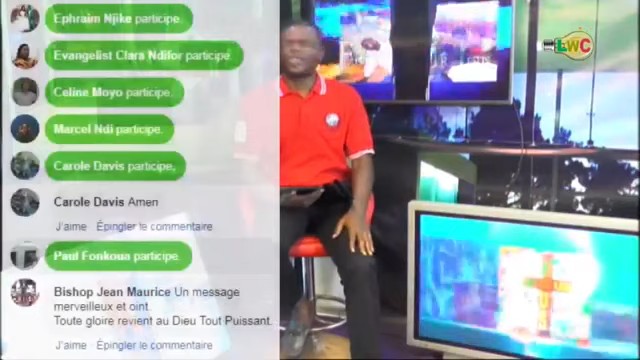 LWC
Ephraim Njike participe.
Evangelist Clara Ndifor participe.
Celine Moyo participe.
Marcel Ndi participe.
Carole Davis participe.
Carole Davis Amen
J'aime Épingler le commentaire
Paul Fonkoua participe.
Bishop Jean Maurice Un message
merveilleux et oint.
Toute gloire revient au Dieu Tout Puissant.
J'aime Épingler le commentaire